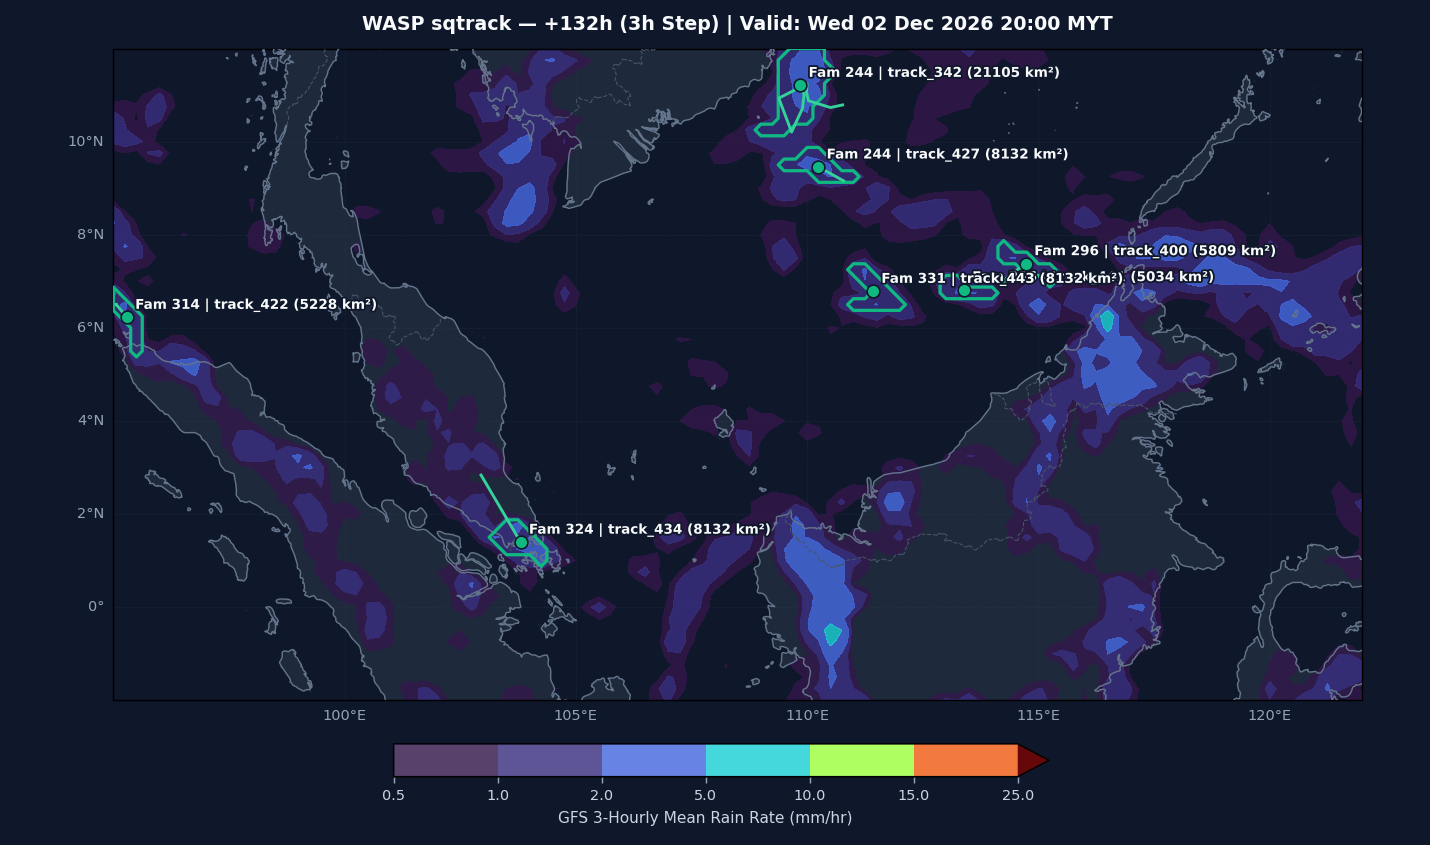 WASP sqtrack — +132h (3h Step) | Valid: Wed 02 Dec 2026 20:00 MYT
Fam 244 | track_342 (21105 km²)
10°N
Fam 244 | track_427 (8132 km²)
8°N
Fam 296 | track_400 (5809 km²)
Fam 331 | track_443 (8132 km²)
(5034 km²)
Fam 314 | track_422 (5228 km²)
6°N
4°N
Fam 324 | track_434 (8132 km²)
2°N
0°
100°E 105°E 110°E 115°E 120°E
0.5 1.0 2.0 5.0 10.0 15.0 25.0
GFS 3-Hourly Mean Rain Rate (mm/hr)